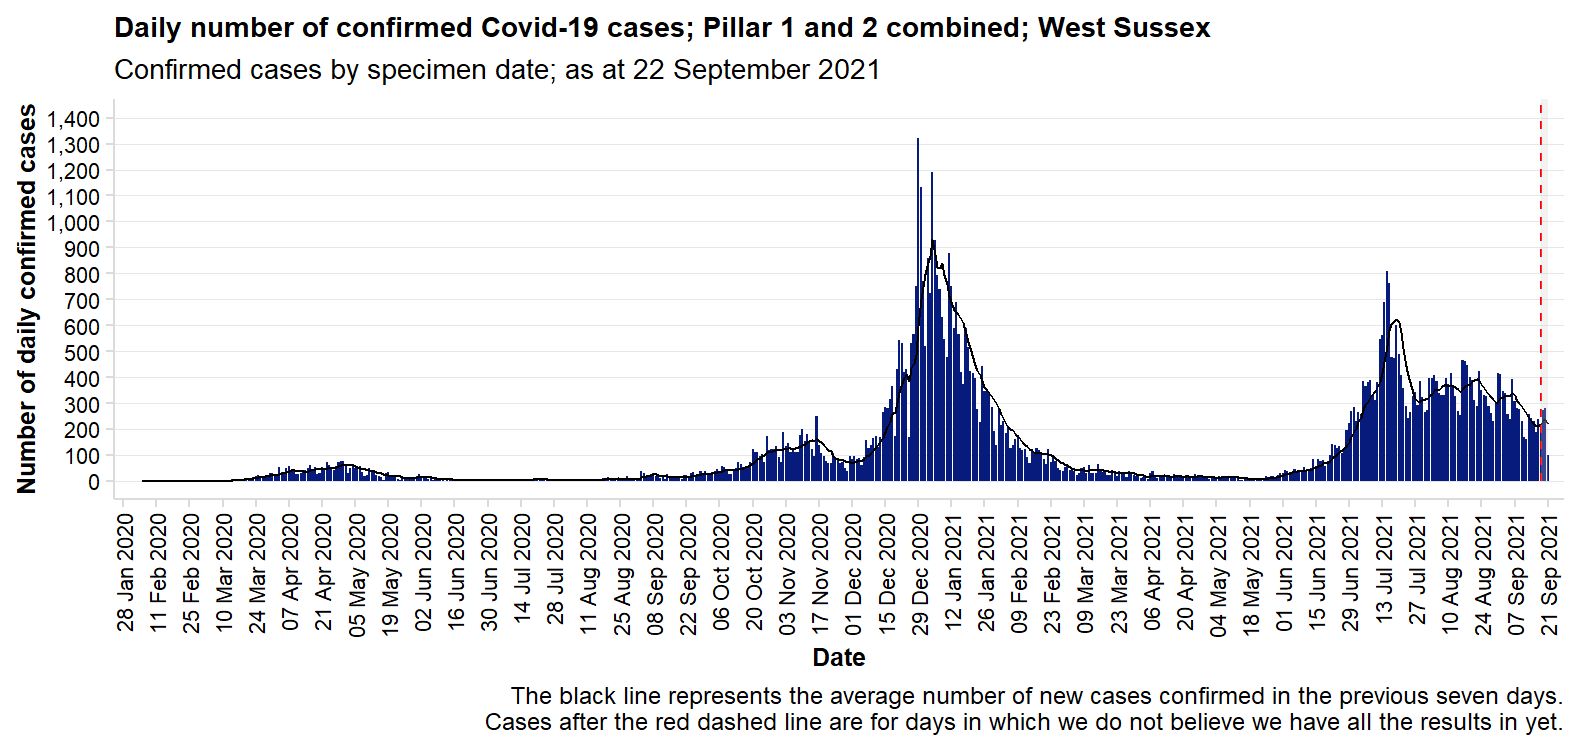 Daily number of confirmed Covid-19 cases; Pillar 1 and 2 combined; West Sussex
Confirmed cases by specimen date; as at 22 September 2021
Number of daily confirmed cases
1,400
1,300
1,200
1,100
1,000
900
800
700
600
500
400
300
200
100
0
28 Jan 2020
11 Feb 2020
25 Feb 2020
10 Mar 2020
24 Mar 2020
07 Apr 2020
21 Apr 2020
05 May 2020
19 May 2020
02 Jun 2020
16 Jun 2020
30 Jun 2020
14 Jul 2020
28 Jul 2020
11 Aug 2020
25 Aug 2020
08 Sep 2020
22 Sep 2020
06 Oct 2020
20 Oct 2020
03 Nov 2020
17 Nov 2020
01 Dec 2020
15 Dec 2020
29 Dec 2020
12 Jan 2021
26 Jan 2021
09 Feb 2021
23 Feb 2021
09 Mar 2021
23 Mar 2021
06 Apr 2021
20 Apr 2021
04 May 2021
18 May 2021
01 Jun 2021
15 Jun 2021
29 Jun 2021
13 Jul 2021
27 Jul 2021
10 Aug 2021
24 Aug 2021
07 Sep 2021
21 Sep 2021
Date
The black line represents the average number of new cases confirmed in the previous seven days.
Cases after the red dashed line are for days in which we do not believe we have all the results in yet.